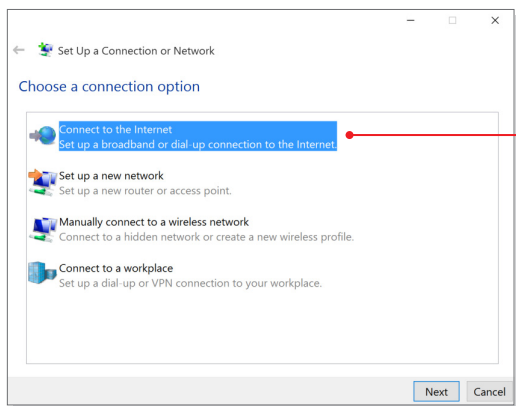 Set Up a Connection or Network
Choose a connection option
Connect to the Internet
Set up a broadband or dial-up connection to the Internet.
Set up a new network
Set up a new router or access point.
Manually connect to a wireless network
Connect to a hidden network or create a new wireless profile.
Connect to a workplace
Set up a dial-up or VPN connection to your workplace.
Next Cancel